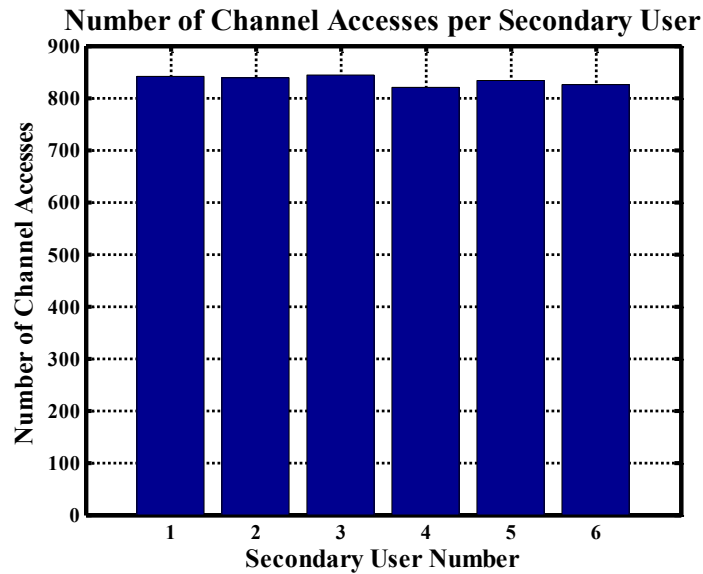 Number of Channel Accesses per Secondary User
Number of Channel Accesses
900
800
700
600
500
400
300
200
100
0
1 2 3 4 5 6
Secondary User Number